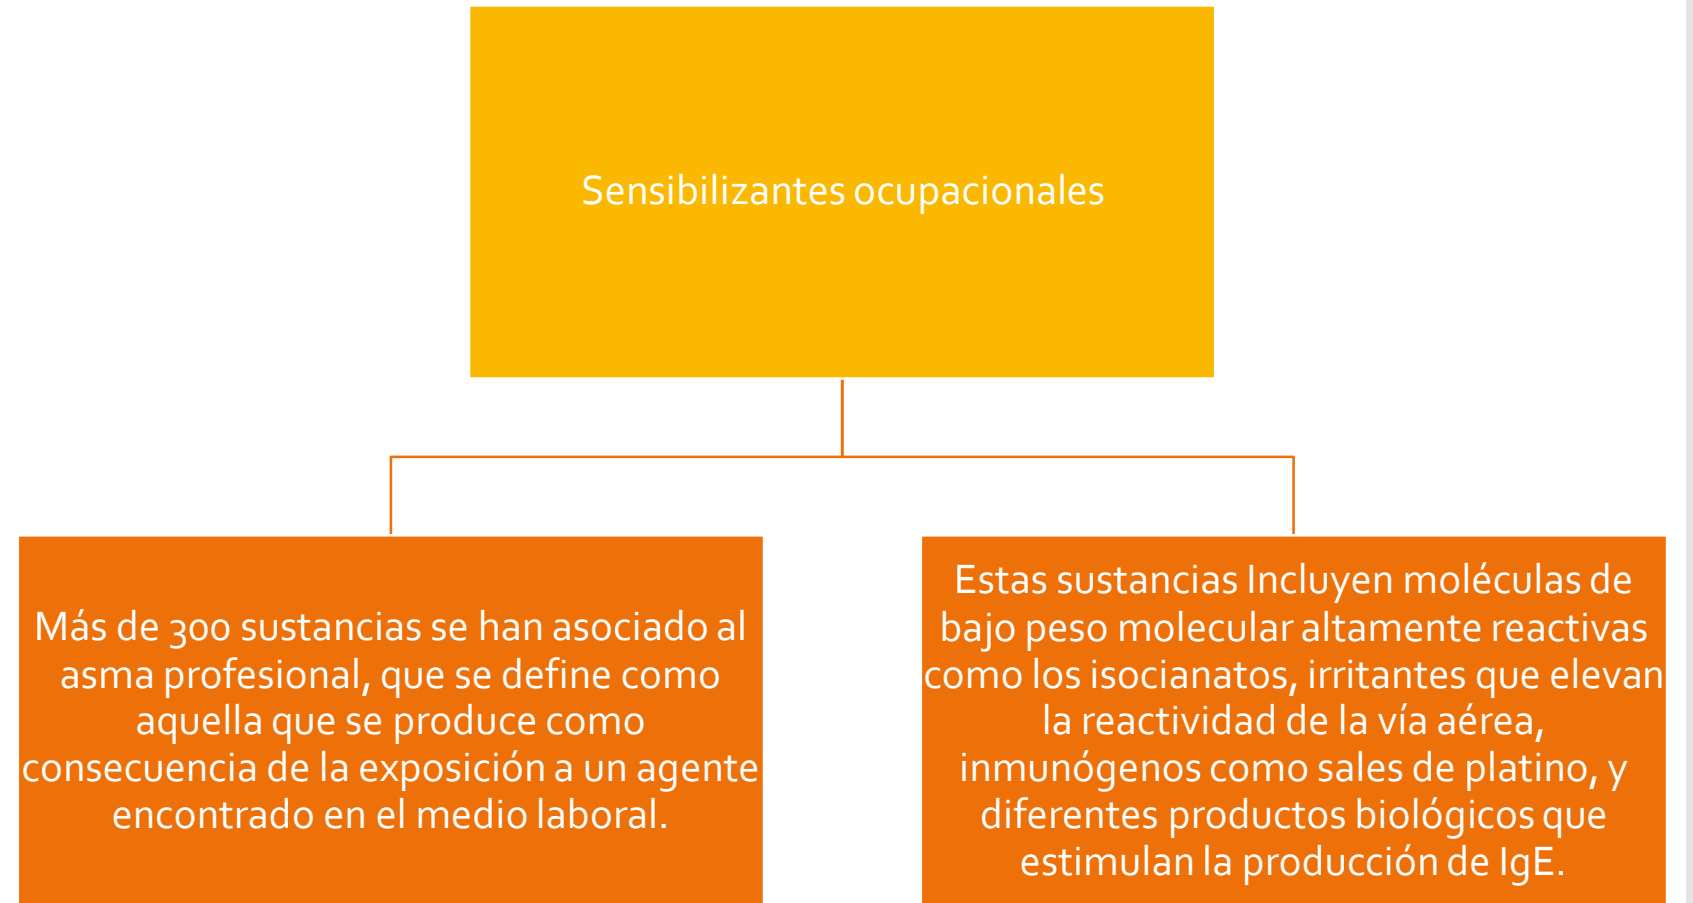 Sensibilizantes ocupacionales
Más de 300 sustancias se han asociado al
asma profesional, que se define como
aquella que se produce como
consecuencia de la exposición a un agente
encontrado en el medio laboral.
Estas sustancias Incluyen moléculas de
bajo peso molecular altamente reactivas
como los isocianatos, irritantes que elevan
la reactividad de la vía aérea,
inmunógenos como sales de platino, y
diferentes productos biológicos que
estimulan la producción de IgE.